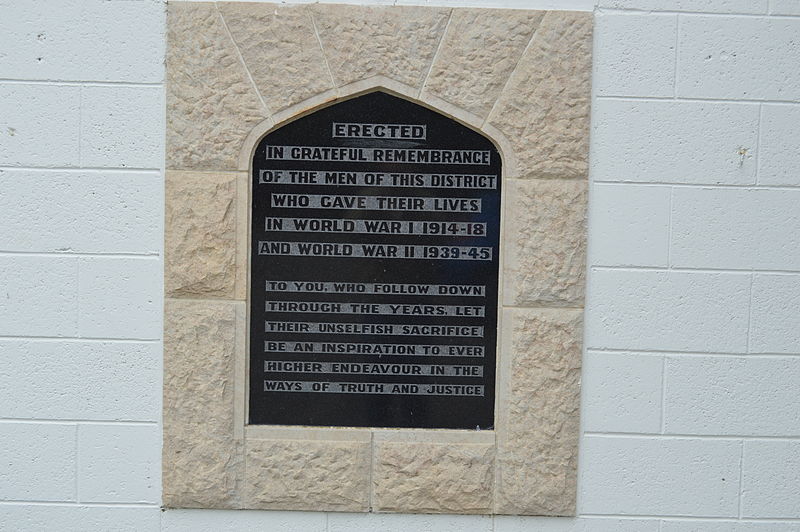 ERECTED
IN GRATEFUL REMEMBRANCE
OF THE MEN OF THIS DISTRICT
WHO GAVE THEIR LIVES
IN WORLD WAR I 1914-18
AND WORLD WAR II 1939-45
TO YOU, WHO FOLLOW DOWN
THROUGH THE YEARS, LET
THEIR UNSELFISH SACRIFICE
BE AN INSPIRATION TO EVER
HIGHER ENDEAVOUR IN THE
WAYS OF TRUTH AND JUSTICE